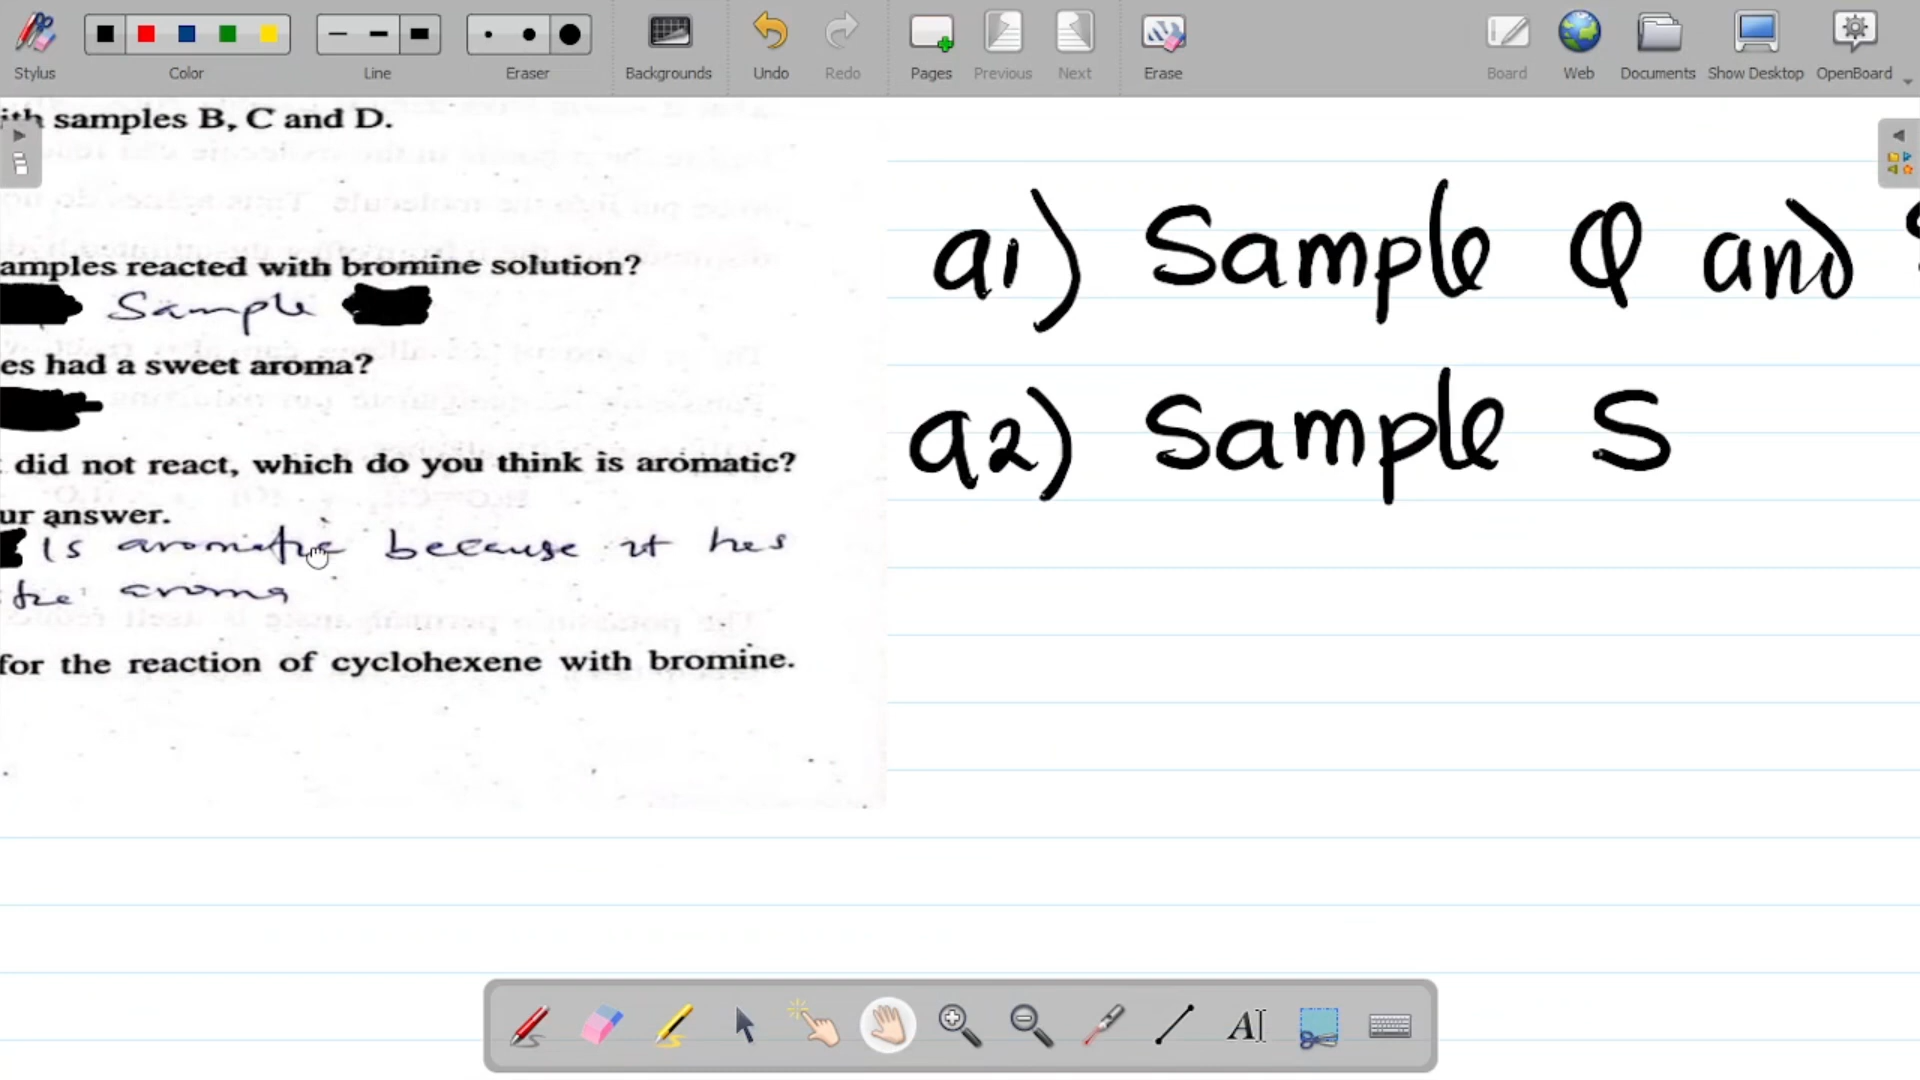 Stylus
Color
Line
Eraser
Backgrounds
Undo
Redo
Pages
Previous
Next
Erase
Board
Web
Documents
Show Desktop
OpenBoard
ith samples B, C and D.
amples reacted with bromine solution?
Sample
es had a sweet aroma?
did not react, which do you think is aromatic?
ur answer.
is aromatic because it has
the aroma
for the reaction of cyclohexene with bromine.
a1) Sample Q and
a2) Sample S